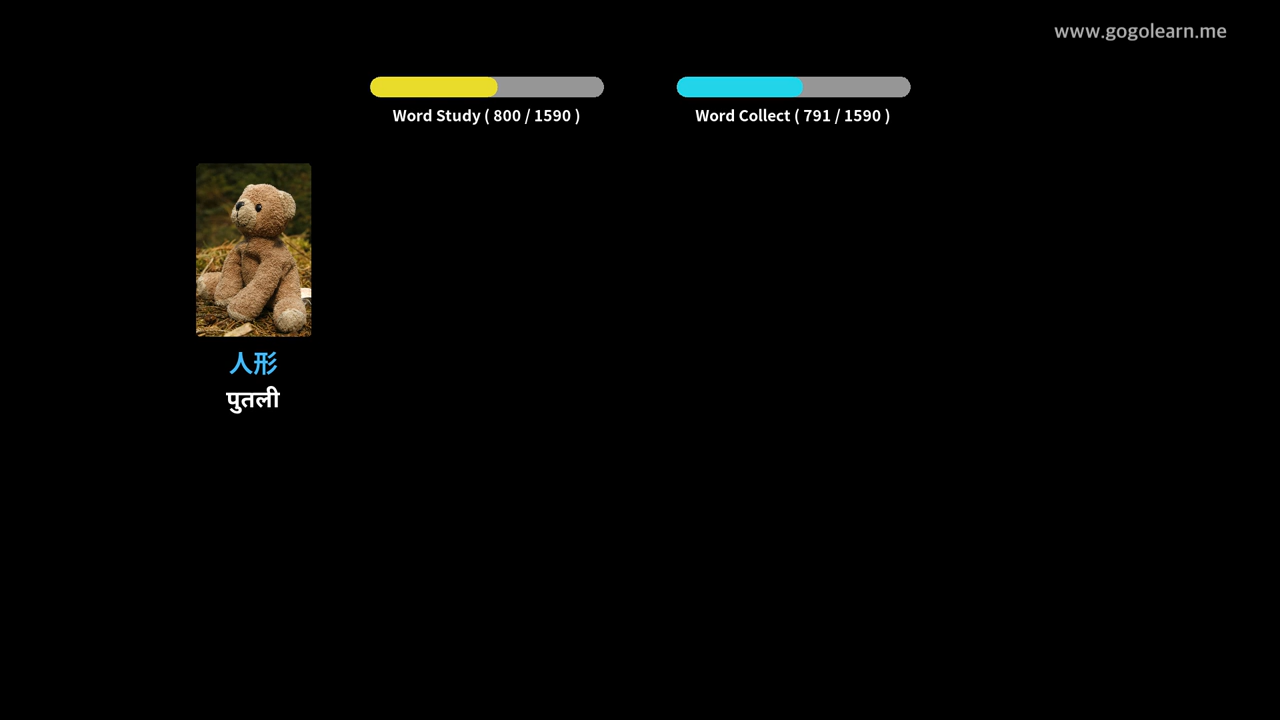 www.gogolearn.me
Word Study ( 800 / 1590 )
Word Collect ( 791 / 1590 )
人形
पुतली